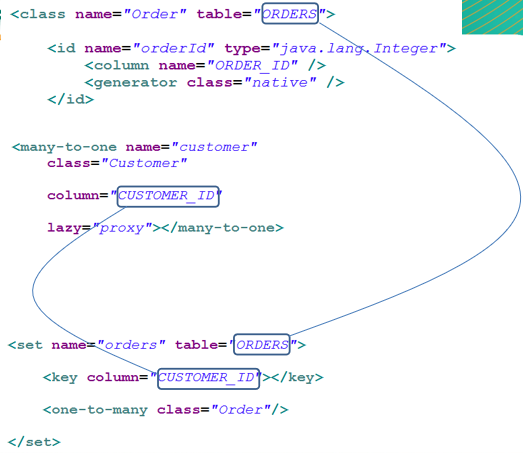 <class name="Order" table="ORDERS">
<id name="orderId" type="java.lang.Integer">
<column name="ORDER_ID" />
<generator class="native" />
</id>
<many-to-one name="customer"
class="Customer"
column="CUSTOMER_ID"
lazy="proxy"></many-to-one>
<set name="orders" table="ORDERS">
<key column="CUSTOMER_ID"></key>
<one-to-many class="Order"/>
</set>